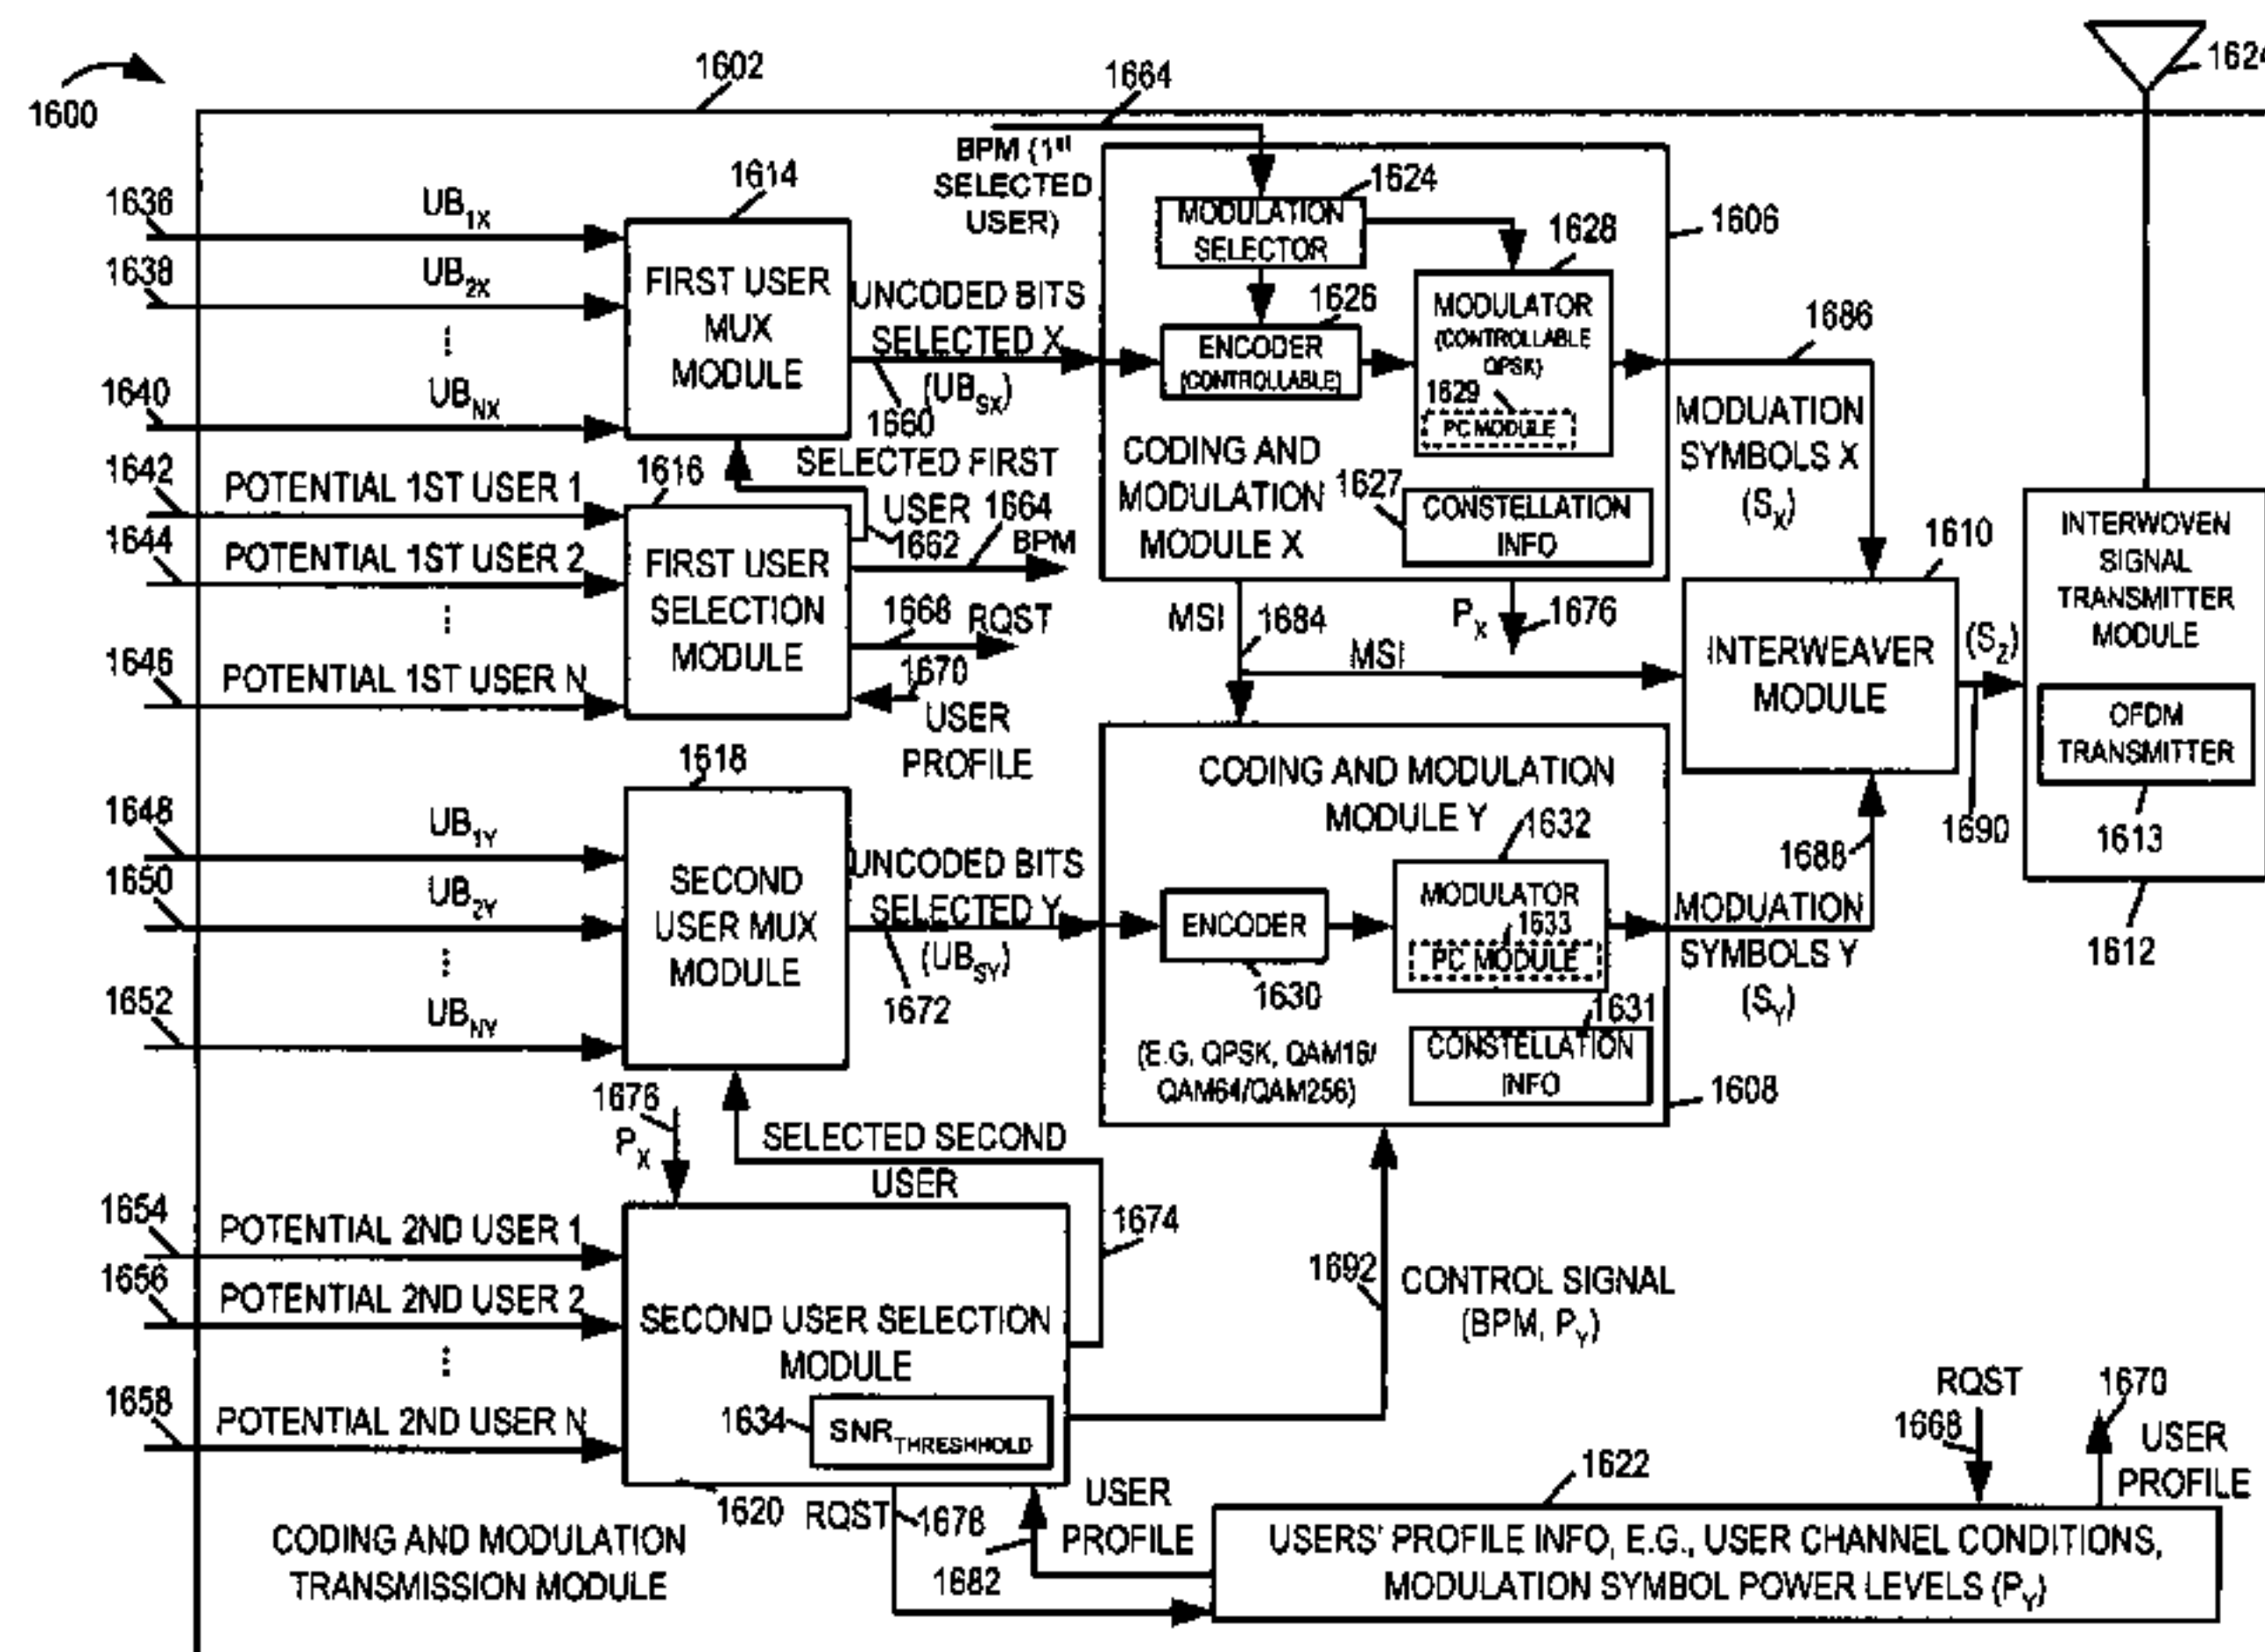 1600
1602
1664
1624
BPM (1st
SELECTED
USER)
1636
UB1X
1638
UB2X
1640
UBNX
1614
FIRST USER
MUX
MODULE
UNCODED BITS
SELECTED X
(UBSX)
1660
1624
MODULATION
SELECTOR
1626
ENCODER
(CONTROLLABLE)
1628
MODULATOR
(CONTROLLABLE
QPSK)
1629
PC MODULE
1606
CODING AND
MODULATION
MODULE X
1627
CONSTELLATION
INFO
1686
MODUATION
SYMBOLS X
(SX)
1642
POTENTIAL 1ST USER 1
1644
POTENTIAL 1ST USER 2
1646
POTENTIAL 1ST USER N
1616
FIRST USER
SELECTION
MODULE
SELECTED FIRST
USER
1662
1664
BPM
1668
RQST
1670
USER
PROFILE
MSI
1684
MSI
PX
1676
1610
INTERWEAVER
MODULE
(SZ)
1690
INTERWOVEN
SIGNAL
TRANSMITTER
MODULE
OFDM
TRANSMITTER
1613
1612
1648
UB1Y
1650
UB2Y
1652
UBNY
1618
SECOND
USER MUX
MODULE
UNCODED BITS
SELECTED Y
(UBSY)
1672
CODING AND MODULATION
MODULE Y
1632
MODULATOR
1633
PC MODULE
ENCODER
1630
1631
CONSTELLATION
INFO
(E.G, QPSK, QAM16/
QAM64/QAM256)
1608
1688
MODUATION
SYMBOLS Y
(SY)
1676
PX
SELECTED SECOND
USER
1674
1654
POTENTIAL 2ND USER 1
1656
POTENTIAL 2ND USER 2
1658
POTENTIAL 2ND USER N
SECOND USER SELECTION
MODULE
1634
SNRTHRESHHOLD
1620
1692
CONTROL SIGNAL
(BPM, PY)
RQST
1678
1682
USER
PROFILE
RQST
1668
1670
USER
PROFILE
1622
USERS' PROFILE INFO, E.G., USER CHANNEL CONDITIONS,
MODULATION SYMBOL POWER LEVELS (PY)
CODING AND MODULATION
TRANSMISSION MODULE